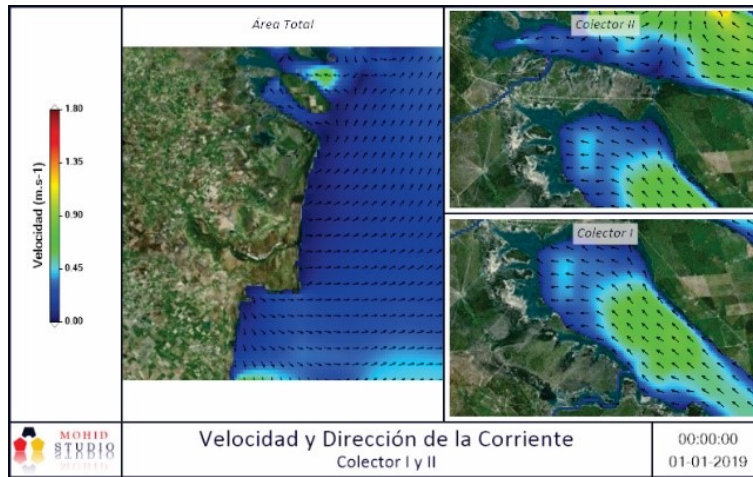 Área Total
Colector II
Colector I
Velocidad (m.s-1)
1.80
1.35
0.90
0.45
0.00
MOHID
STUDIO
Velocidad y Dirección de la Corriente
Colector I y II
00:00:00
01-01-2019